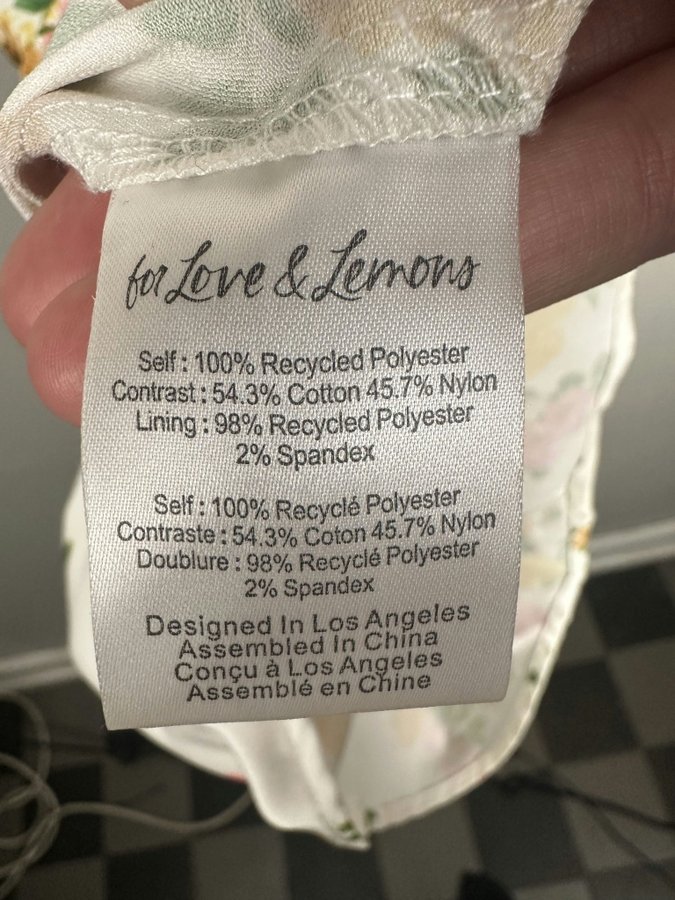 for Love & Lemons
Self : 100% Recycled Polyester
Contrast : 54.3% Cotton 45.7% Nylon
Lining : 98% Recycled Polyester
2% Spandex
Self : 100% Recyclé Polyester
Contraste : 54.3% Coton 45.7% Nylon
Doublure : 98% Recyclé Polyester
2% Spandex
Designed In Los Angeles
Assembled In China
Conçu à Los Angeles
Assemblé en Chine